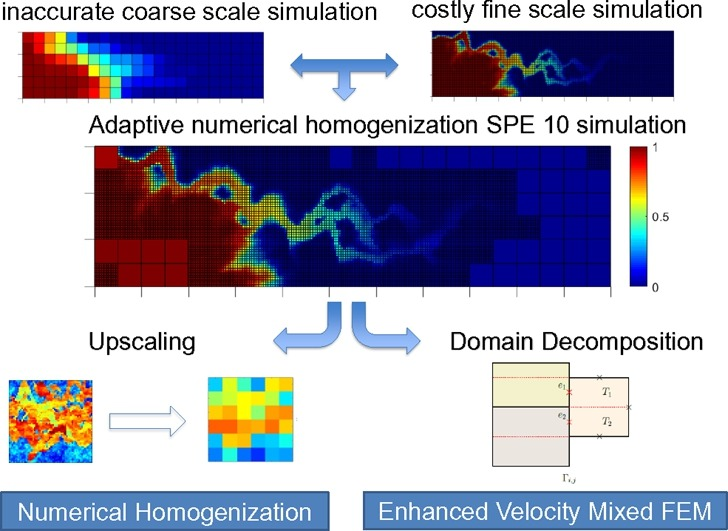 inaccurate coarse scale simulation
costly fine scale simulation
Adaptive numerical homogenization SPE 10 simulation
1
0.5
0
Upscaling
Domain Decomposition
e₁
T₁
e₂
T₂
Γᵢ,ⱼ
Numerical Homogenization
Enhanced Velocity Mixed FEM